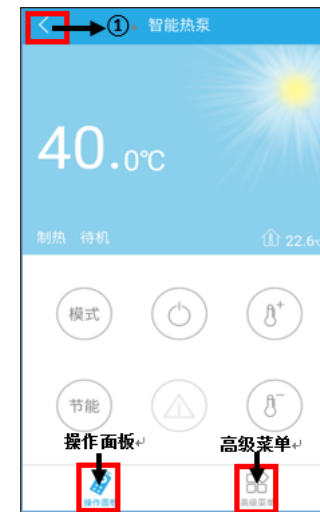 ① 智能热泵
40.0℃
制热 待机 22.6℃
模式
节能
操作面板 高级菜单
操作面板 高级菜单